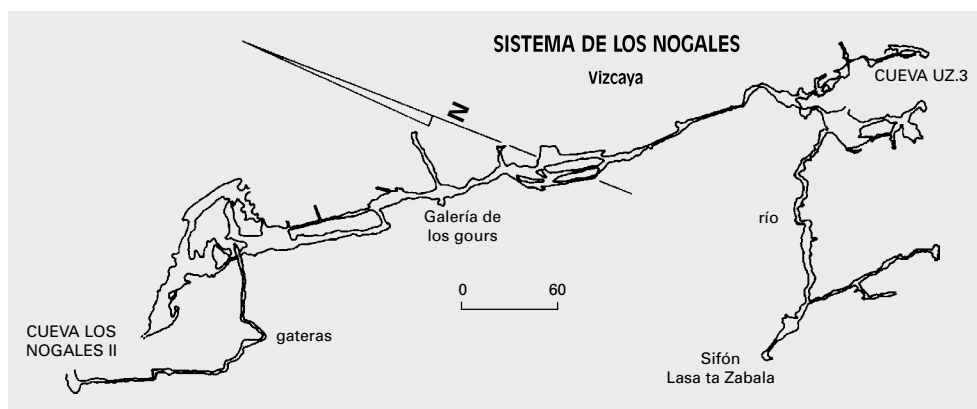 SISTEMA DE LOS NOGALES
Vizcaya
N
CUEVA UZ.3
Galería de
los gours
río
0 60
gateras
CUEVA LOS
NOGALES II
Sifón
Lasa ta Zabala